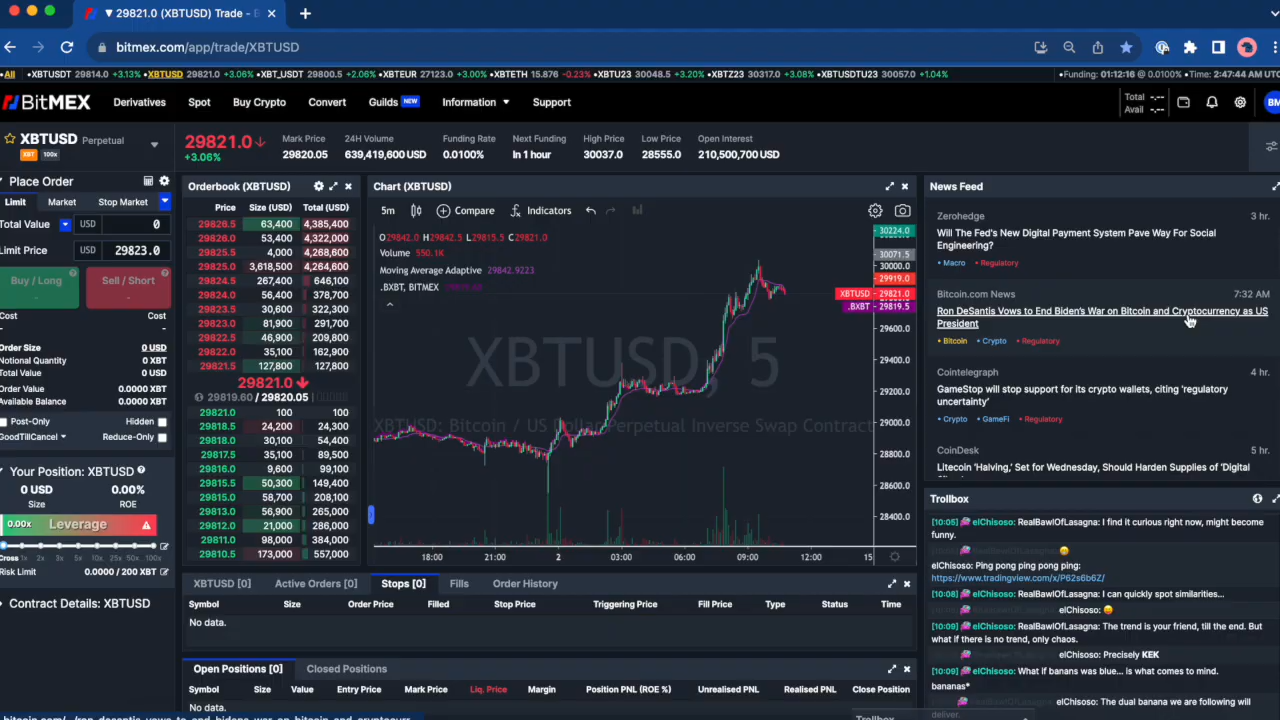 ▼ 29821.0 (XBTUSD) Trade - B
bitmex.com/app/trade/XBTUSD
All •XBTUSDT 29814.0 +3.13% •XBTUSD 29821.0 +3.06% •XBT_USDT 29800.5 +2.06% •XBTEUR 27123.0 +3.00% •XBTETH 15.876 -0.23% •XBTU23 30048.5 +3.20% •XBTZ23 30317.0 +3.08% •XBTUSDTU23 30057.0 +1.04% •Funding: 01:12:16 @ 0.0100% •Time: 2:47:44 AM UTC
BitMEX Derivatives Spot Buy Crypto Convert Guilds NEW Information Support
Total -.--
Avail -.--
BM
XBTUSD Perpetual
XBT 100x
29821.0
+3.06%
Mark Price
29820.05
24H Volume
639,419,600 USD
Funding Rate
0.0100%
Next Funding
In 1 hour
High Price
30037.0
Low Price
28555.0
Open Interest
210,500,700 USD
Place Order
Limit Market Stop Market
Total Value USD 0
Limit Price USD 29823.0
Buy / Long
-
Sell / Short
-
Cost Cost
- -
Order Size 0 USD
Notional Quantity 0 XBT
Total Value 0 USD
Order Value 0.0000 XBT
Available Balance 0.0000 XBT
Post-Only Hidden
GoodTillCancel Reduce-Only
Your Position: XBTUSD
0 USD 0.00%
Size ROE
0.00x Leverage
Cross 1x 2x 3x 5x 10x 25x 50x 100x
Risk Limit 0.0000 / 200 XBT
Contract Details: XBTUSD
Orderbook (XBTUSD)
Price Size (USD) Total (USD)
29826.5 63,400 4,385,400
29826.0 53,400 4,322,000
29825.5 4,000 4,268,600
29825.0 3,618,500 4,264,600
29824.5 267,400 646,100
29824.0 56,400 378,700
29823.5 30,600 322,300
29823.0 81,900 291,700
29822.5 46,900 209,800
29822.0 35,100 162,900
29821.5 127,800 127,800
29821.0
29819.60 / 29820.05
29821.0 100 100
29818.5 24,200 24,300
29818.0 30,100 54,400
29817.5 35,100 89,500
29816.0 9,600 99,100
29815.5 50,300 149,400
29815.0 58,700 208,100
29813.5 36,900 245,000
29812.0 21,000 266,000
29811.0 98,000 384,000
29810.5 173,000 557,000
Chart (XBTUSD)
5m Compare Indicators
O29842.0 H29842.5 L29815.5 C29821.0
Volume 550.1K
Moving Average Adaptive 29842.9223
.BXBT, BITMEX
XBTUSD, 5
XBTUSD: Bitcoin / US Dollar Perpetual Inverse Swap Contract
30224.0
30071.5
30000.0
29919.0
XBTUSD 29821.0
.BXBT 29819.5
29600.0
29400.0
29200.0
29000.0
28800.0
28600.0
28400.0
18:00 21:00 2 03:00 06:00 09:00 12:00 15
XBTUSD [0] Active Orders [0] Stops [0] Fills Order History
Symbol Size Order Price Filled Stop Price Triggering Price Fill Price Type Status Time
No data.
Open Positions [0] Closed Positions
Symbol Size Value Entry Price Mark Price Liq. Price Margin Position PNL (ROE %) Unrealised PNL Realised PNL Close Position
No data.
News Feed
Zerohedge 3 hr.
Will The Fed's New Digital Payment System Pave Way For Social
Engineering?
• Macro • Regulatory
Bitcoin.com News 7:32 AM
Ron DeSantis Vows to End Biden's War on Bitcoin and Cryptocurrency as US
President
• Bitcoin • Crypto • Regulatory
Cointelegraph 4 hr.
GameStop will stop support for its crypto wallets, citing 'regulatory
uncertainty'
• Crypto • GameFi • Regulatory
CoinDesk 5 hr.
Litecoin 'Halving,' Set for Wednesday, Should Harden Supplies of 'Digital
Trollbox
[10:05] elChisoso: RealBawlOfLasagna: I find it curious right now, might become
funny.
elChisoso: Ping pong ping pong ping:
https://www.tradingview.com/x/P62s6b6Z/
[10:08] elChisoso: RealBawlOfLasagna: I can quickly spot similarities...
elChisoso:
[10:09] elChisoso: RealBawlOfLasagna: The trend is your friend, till the end. But
what if there is no trend, only chaos.
elChisoso: Precisely KEK
[10:09] elChisoso: What if banans was blue... is what comes to mind.
bananas*
elChisoso: The dual banana we are following will
deliver.
Trollbox